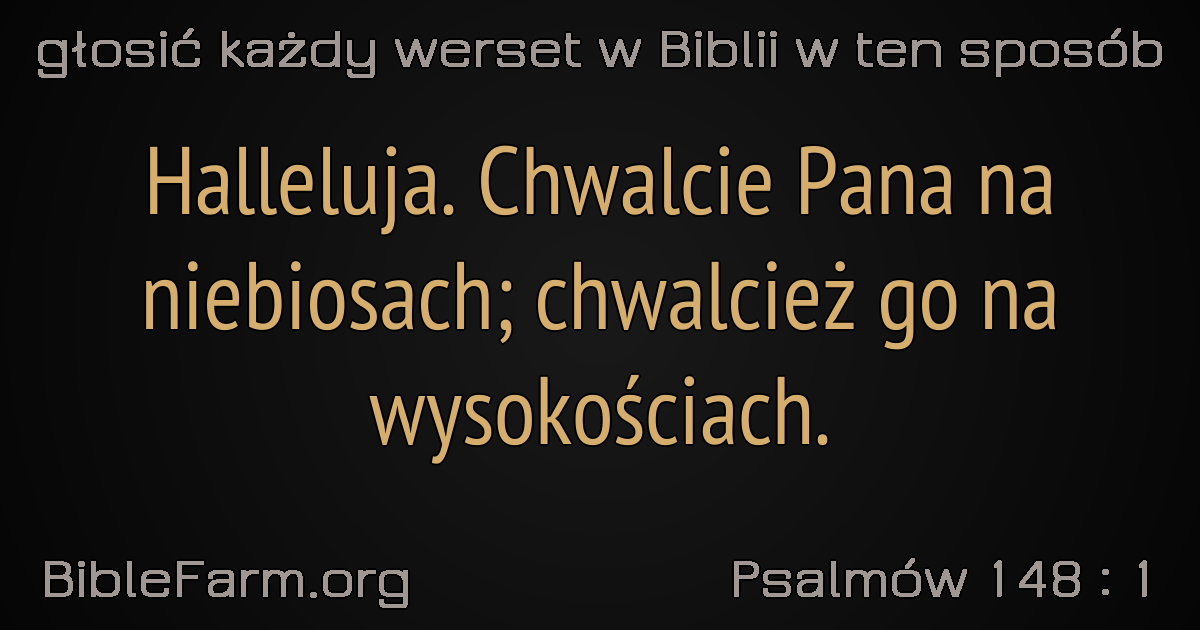 głosić każdy werset w Biblii w ten sposób
Halleluja. Chwalcie Pana na
niebiosach; chwalcież go na
wysokościach.
BibleFarm.org
Psalmów 148 : 1